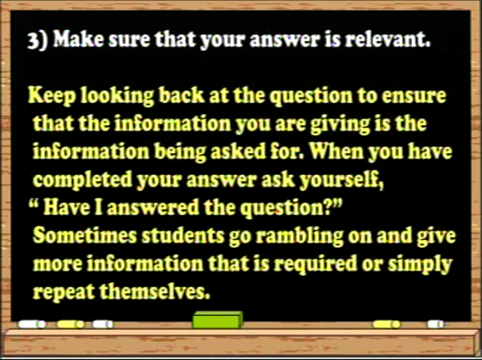 3) Make sure that your answer is relevant.
Keep looking back at the question to ensure
that the information you are giving is the
information being asked for. When you have
completed your answer ask yourself,
“ Have I answered the question?”
Sometimes students go rambling on and give
more information that is required or simply
repeat themselves.